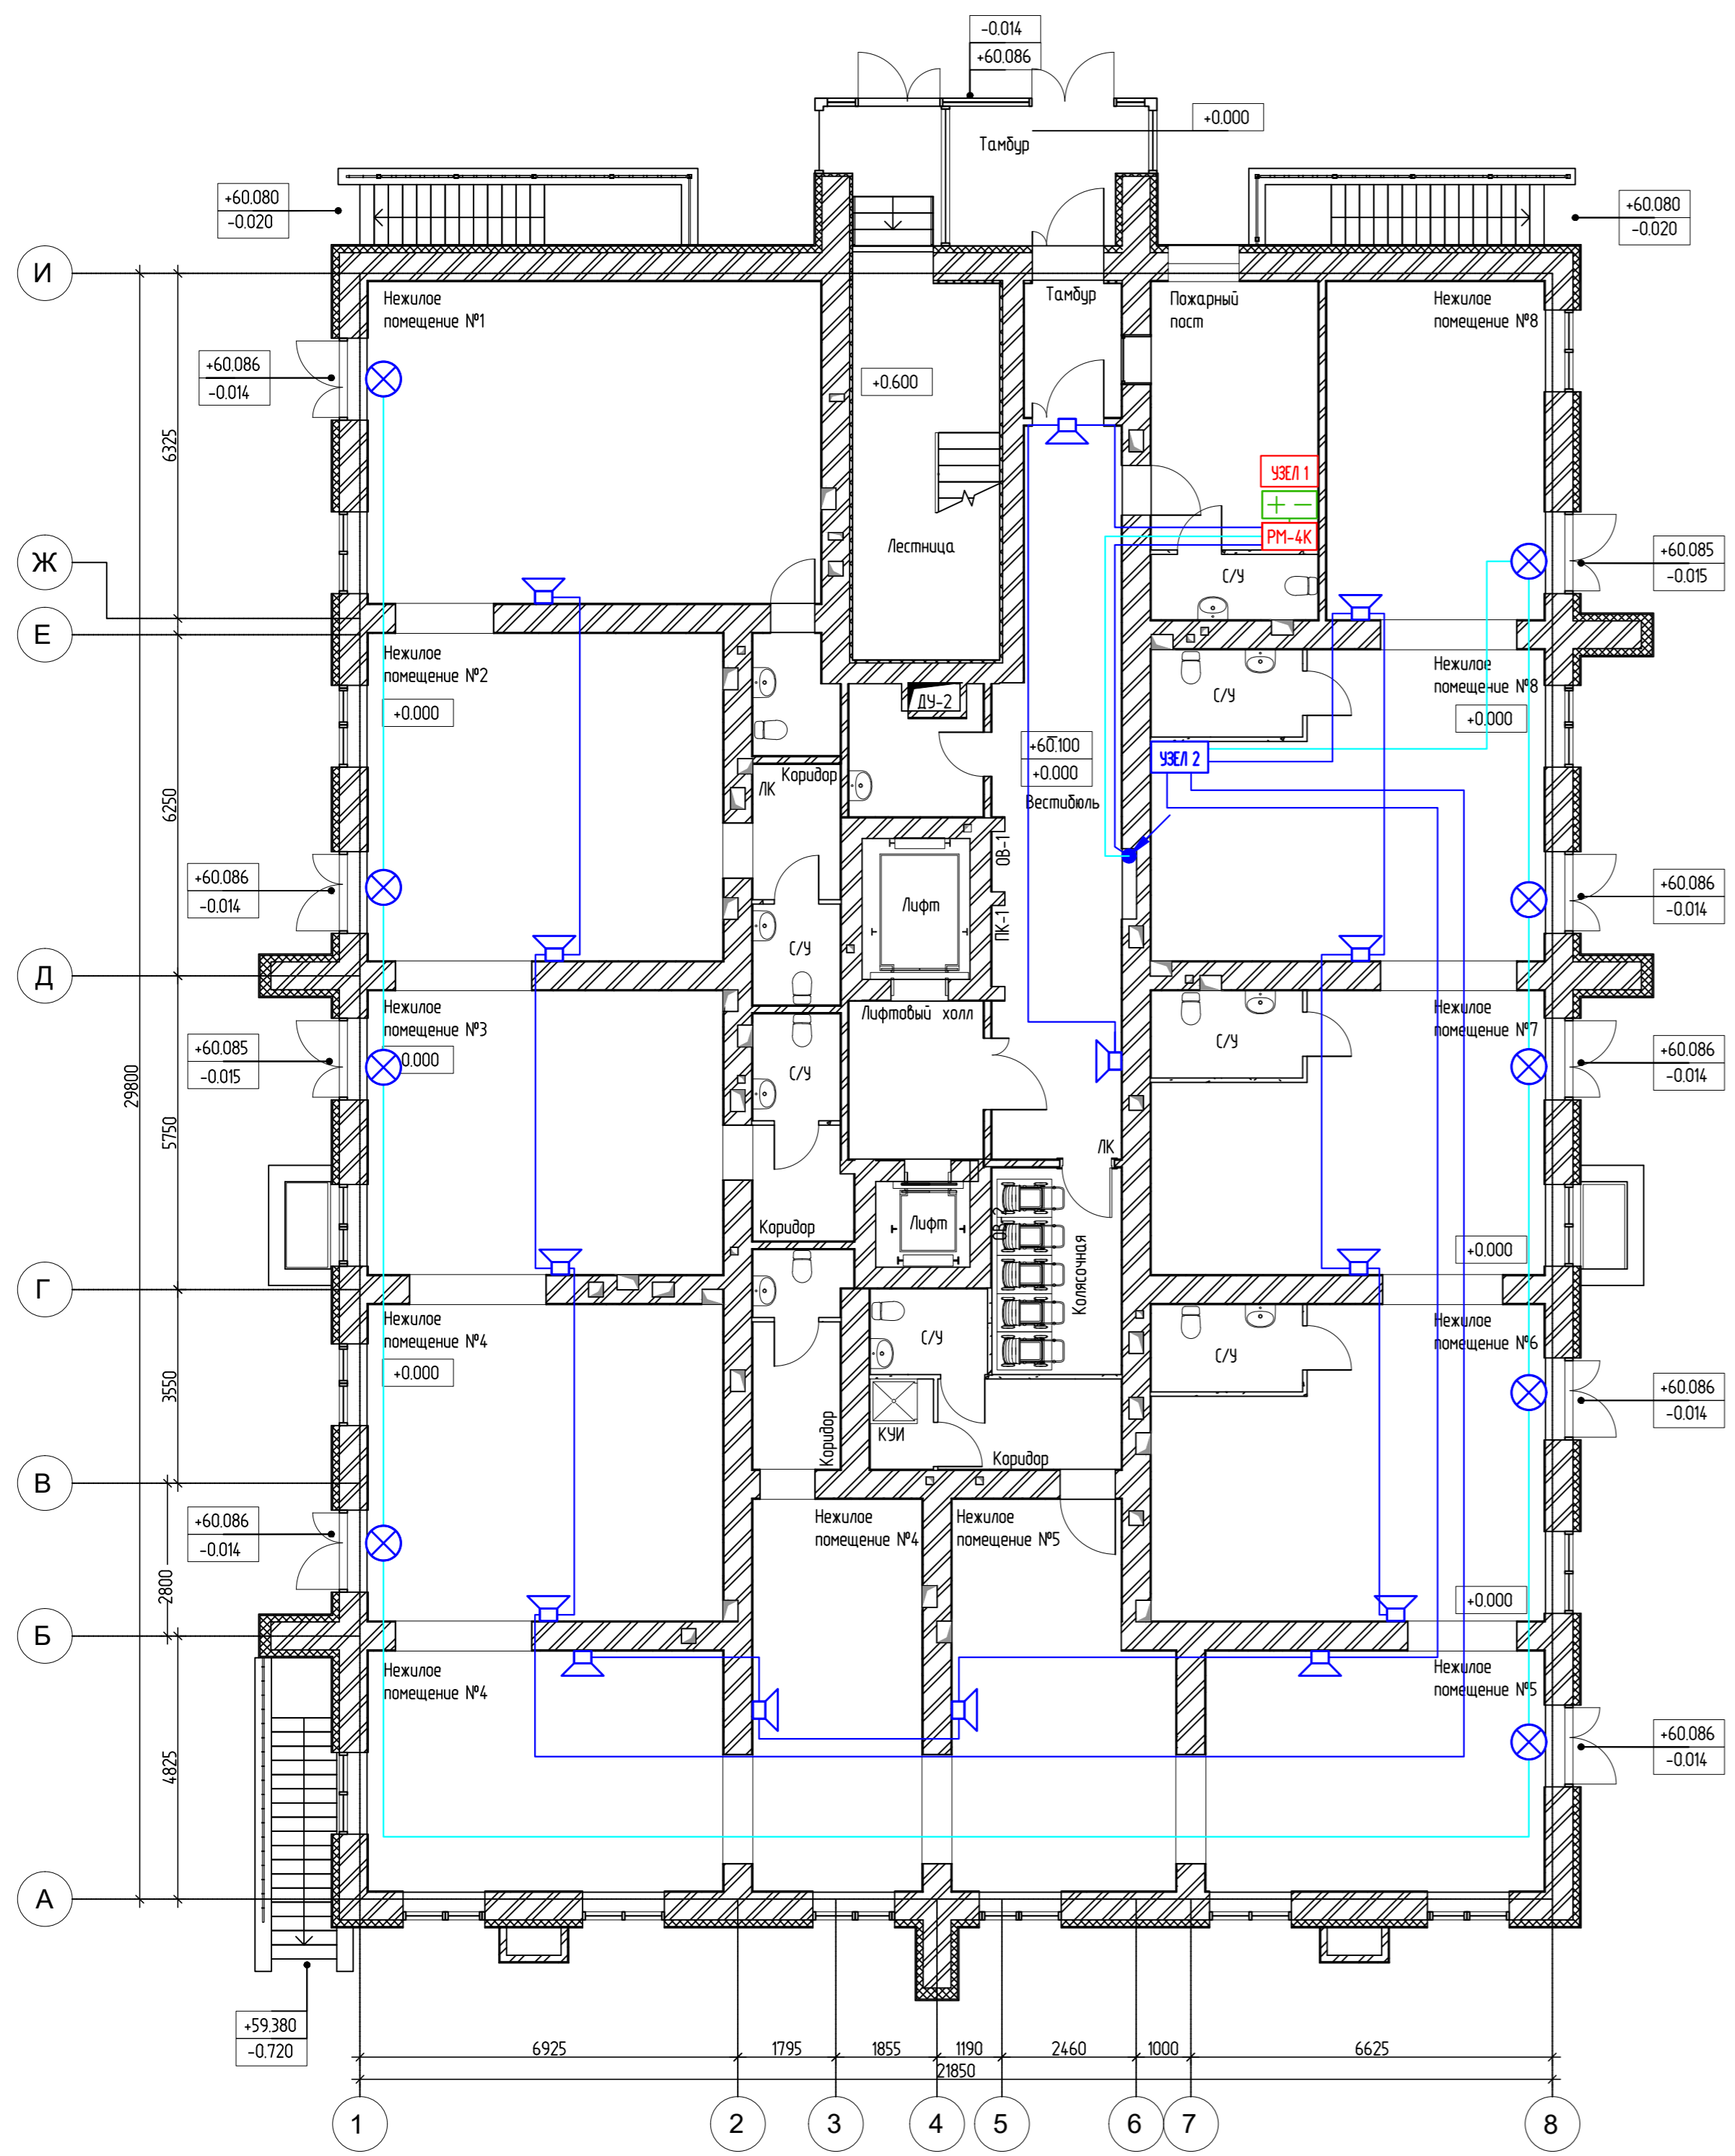 -0.014
+60.086
+0.000
Тамбур
+60.080
-0.020
+60.080
-0.020
И
Нежилое
помещение №1
Тамбур
Пожарный
пост
Нежилое
помещение №8
+60.086
-0.014
+0.600
6325
УЗЕЛ 1
+ -
РМ-4К
Лестница
Ж
С/У
+60.085
-0.015
Е
Нежилое
помещение №2
+0.000
С/У
Нежилое
помещение №8
+0.000
ДУ-2
+60.100
+0.000
Вестибюль
УЗЕЛ 2
Коридор
ЛК
6250
ОВ-1
+60.086
-0.014
Лифт
ПК-1
+60.086
-0.014
С/У
Д
Нежилое
помещение №3
0.000
Лифтовый холл
Нежилое
помещение №7
С/У
+60.085
-0.015
+60.086
-0.014
29800
С/У
5750
ЛК
Коридор
Лифт
ОВ-2
Колясочная
+0.000
Г
Нежилое
помещение №4
+0.000
С/У
С/У
Нежилое
помещение №6
3550
+60.086
-0.014
КУИ
Коридор
Коридор
В
Нежилое
помещение №4
Нежилое
помещение №5
+60.086
-0.014
2800
+0.000
Б
Нежилое
помещение №4
Нежилое
помещение №5
+60.086
-0.014
4825
А
+59.380
-0.720
6925
1795
1855
1190
2460
1000
6625
21850
1
2
3
4
5
6
7
8